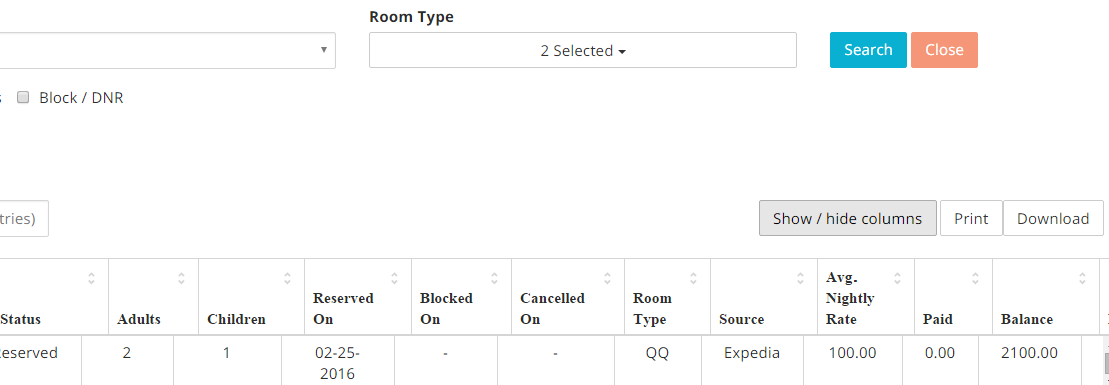 Room Type
2 Selected
Search
Close
Block / DNR
tries)
Show / hide columns
Print
Download
Status
Adults
Children
Reserved
On
Blocked
On
Cancelled
On
Room
Type
Source
Avg.
Nightly
Rate
Paid
Balance
eserved
2
1
02-25-
2016
-
-
QQ
Expedia
100.00
0.00
2100.00